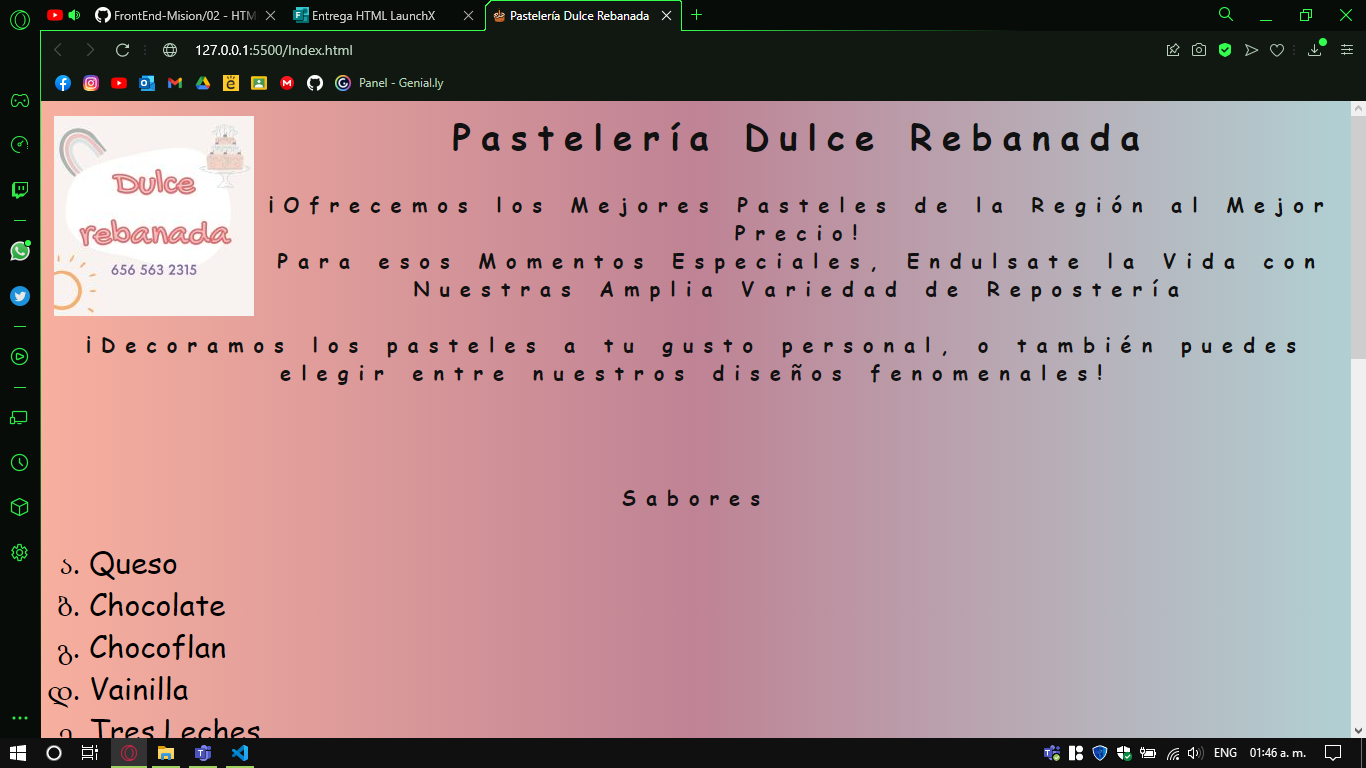 FrontEnd-Mision/02 - HTM
Entrega HTML LaunchX
Pastelería Dulce Rebanada
127.0.0.1:5500/Index.html
Panel - Genial.ly
Dulce
rebanada
656 563 2315
Pastelería Dulce Rebanada
¡Ofrecemos los Mejores Pasteles de la Región al Mejor
Precio!
Para esos Momentos Especiales, Endulsate la Vida con
Nuestras Amplia Variedad de Repostería
¡Decoramos los pasteles a tu gusto personal, o también puedes
elegir entre nuestros diseños fenomenales!
Sabores
ა. Queso
ბ. Chocolate
გ. Chocoflan
დ. Vainilla
ე. Tres Leches
ENG
01:46 a. m.